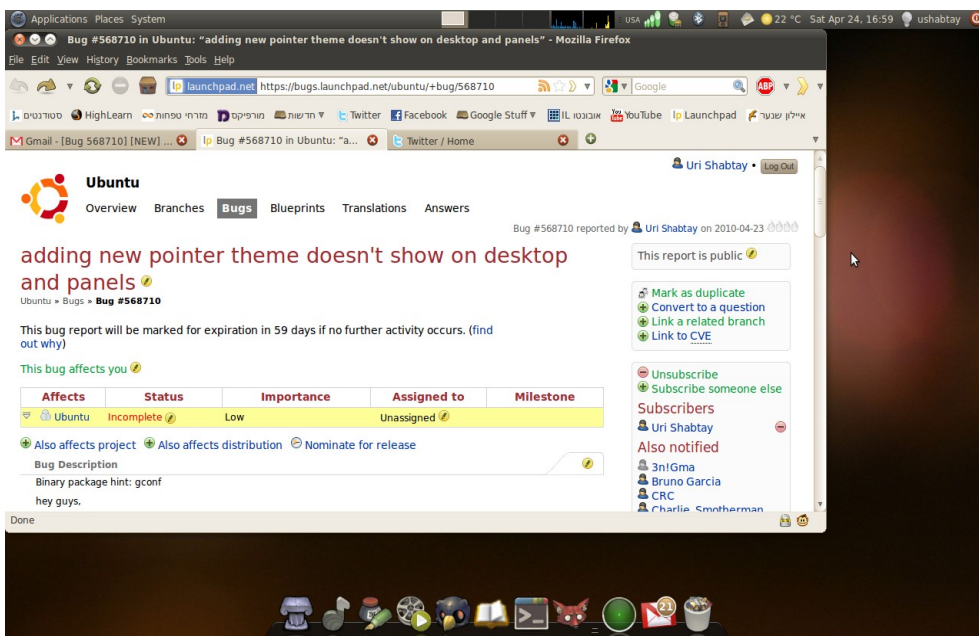 Applications Places System
USA 22 °C Sat Apr 24, 16:59 ushabtay
Bug #568710 in Ubuntu: “adding new pointer theme doesn't show on desktop and panels” - Mozilla Firefox
File Edit View History Bookmarks Tools Help
lp launchpad.net https://bugs.launchpad.net/ubuntu/+bug/568710 Google ABP
סטודנטים HighLearn מזרחי טפחות מורפיקס חדשות Twitter Facebook Google Stuff אובונטו IL YouTube lp Launchpad איילון שנער
Gmail - [Bug 568710] [NEW] ... lp Bug #568710 in Ubuntu: “a... Twitter / Home
Uri Shabtay • Log Out
Ubuntu
Overview Branches Bugs Blueprints Translations Answers
Bug #568710 reported by Uri Shabtay on 2010-04-23
adding new pointer theme doesn't show on desktop
and panels
Ubuntu » Bugs » Bug #568710
This bug report will be marked for expiration in 59 days if no further activity occurs. (find
out why)
This bug affects you
Affects Status Importance Assigned to Milestone
Ubuntu Incomplete Low Unassigned
Also affects project Also affects distribution Nominate for release
Bug Description
Binary package hint: gconf
hey guys,
This report is public
Mark as duplicate
Convert to a question
Link a related branch
Link to CVE
Unsubscribe
Subscribe someone else
Subscribers
Uri Shabtay
Also notified
3n!Gma
Bruno Garcia
CRC
Charlie_Smotherman
Done
21